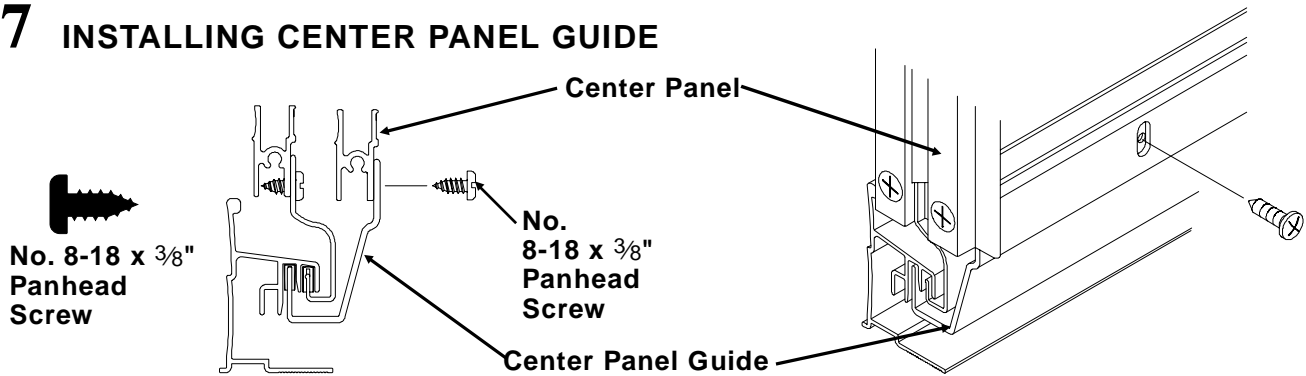 7 INSTALLING CENTER PANEL GUIDE
Center Panel
No. 8-18 x 3/8"
Panhead
Screw
No.
8-18 x 3/8"
Panhead
Screw
Center Panel Guide